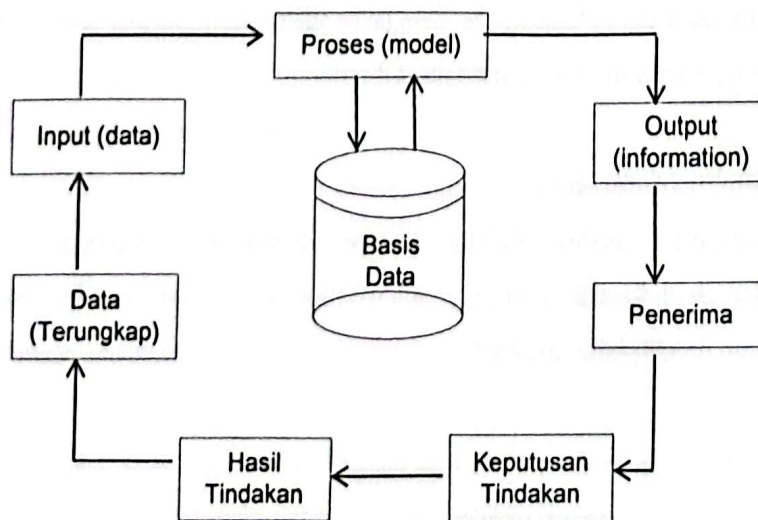 Proses (model)
Input (data)
Output
(information)
Basis
Data
Data
(Terungkap)
Penerima
Hasil
Tindakan
Keputusan
Tindakan